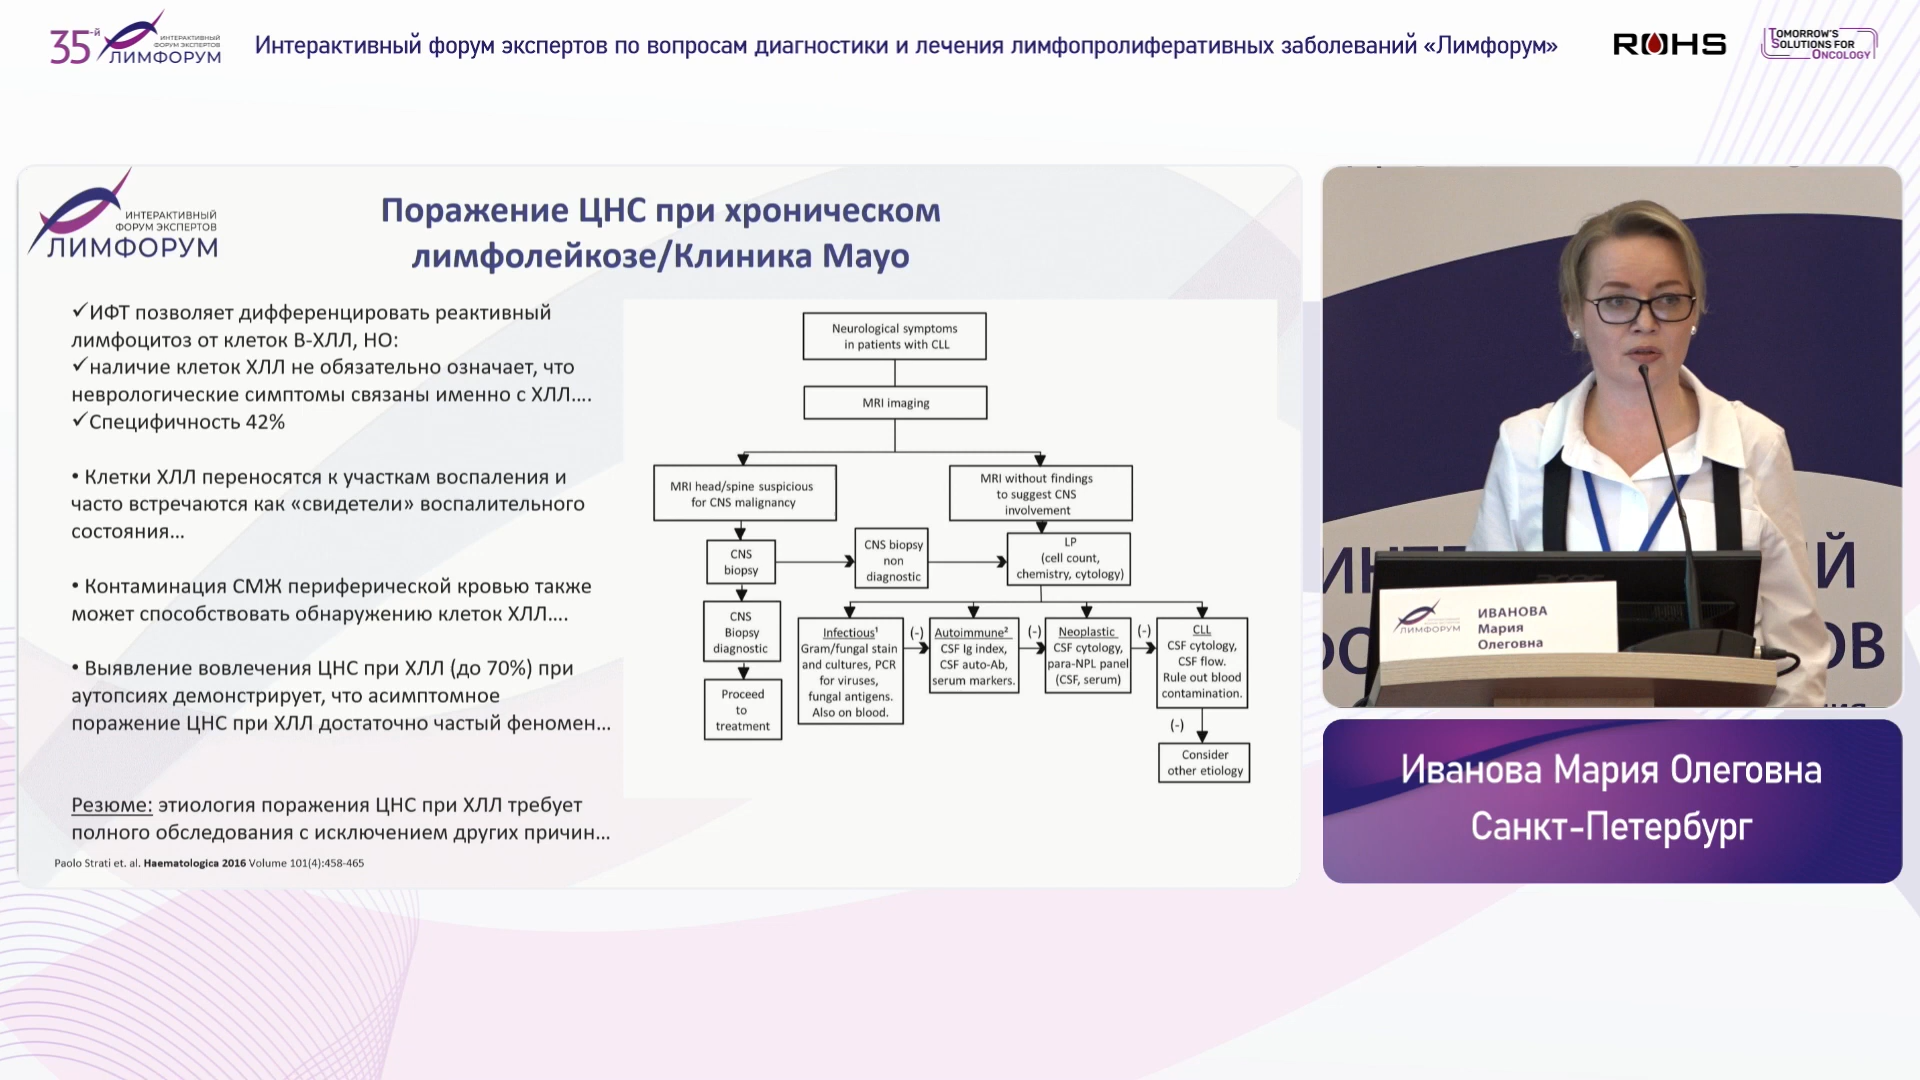 35-й
ИНТЕРАКТИВНЫЙ
ФОРУМ ЭКСПЕРТОВ
ЛИМФОРУМ
Интерактивный форум экспертов по вопросам диагностики и лечения лимфопролиферативных заболеваний «Лимфорум»
ROHS
TOMORROW'S
SOLUTIONS FOR
ONCOLOGY
ИНТЕРАКТИВНЫЙ
ФОРУМ ЭКСПЕРТОВ
ЛИМФОРУМ
Поражение ЦНС при хроническом
лимфолейкозе/Клиника Mayo
✓ИФТ позволяет дифференцировать реактивный
лимфоцитоз от клеток В-ХЛЛ, НО:
✓наличие клеток ХЛЛ не обязательно означает, что
неврологические симптомы связаны именно с ХЛЛ….
✓Специфичность 42%
• Клетки ХЛЛ переносятся к участкам воспаления и
часто встречаются как «свидетели» воспалительного
состояния…
• Контаминация СМЖ периферической кровью также
может способствовать обнаружению клеток ХЛЛ….
• Выявление вовлечения ЦНС при ХЛЛ (до 70%) при
аутопсиях демонстрирует, что асимптомное
поражение ЦНС при ХЛЛ достаточно частый феномен…
Резюме: этиология поражения ЦНС при ХЛЛ требует
полного обследования с исключением других причин…
Paolo Strati et. al. Haematologica 2016 Volume 101(4):458-465
Neurological symptoms
in patients with CLL
MRI imaging
MRI head/spine suspicious
for CNS malignancy
MRI without findings
to suggest CNS
involvement
CNS
biopsy
CNS biopsy
non
diagnostic
LP
(cell count,
chemistry, cytology)
CNS
Biopsy
diagnostic
Proceed
to
treatment
Infectious¹
Gram/fungal stain
and cultures, PCR
for viruses,
fungal antigens.
Also on blood.
(-)
Autoimmune²
CSF Ig index,
CSF auto-Ab,
serum markers.
(-)
Neoplastic
CSF cytology,
para-NPL panel
(CSF, serum)
(-)
CLL
CSF cytology,
CSF flow.
Rule out blood
contamination.
(-)
Consider
other etiology
ЛИМФОРУМ
ИВАНОВА
Мария
Олеговна
Иванова Мария Олеговна
Санкт-Петербург